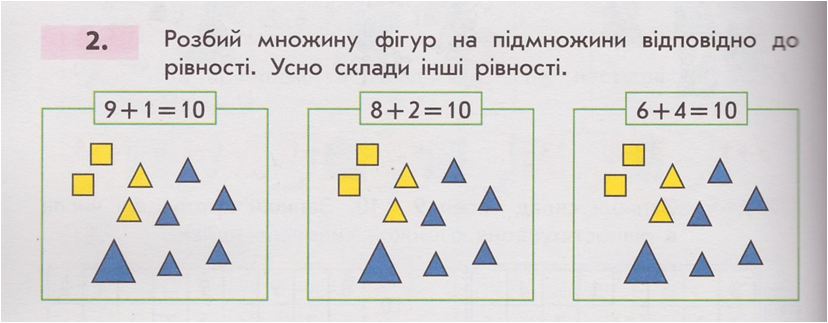 2. Розбий множину фігур на підмножини відповідно до
рівності. Усно склади інші рівності.
9+1=10
8+2=10
6+4=10